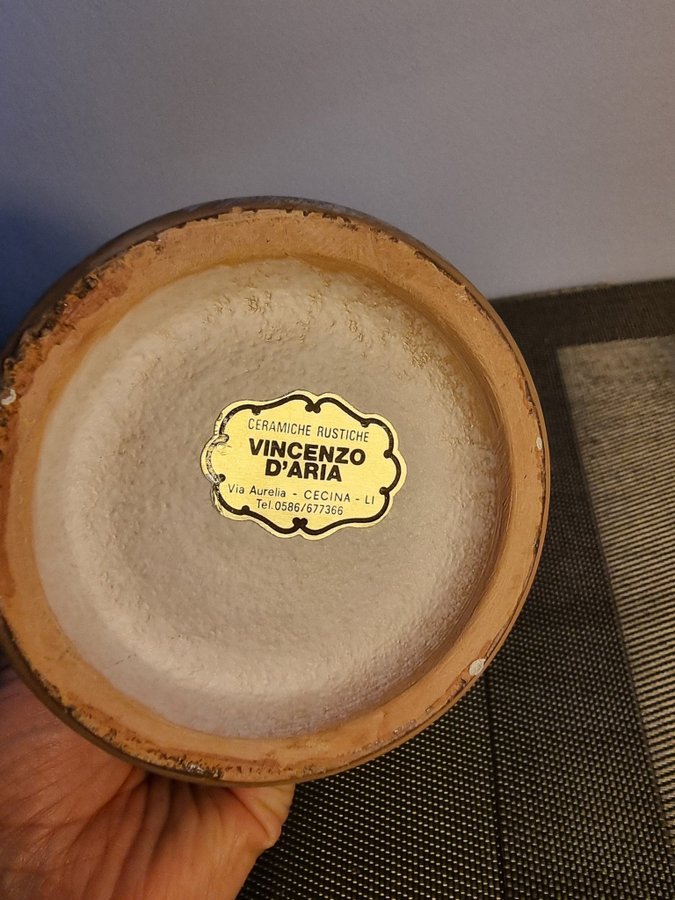 CERAMICHE RUSTICHE
VINCENZO
D'ARIA
Via Aurelia - CECINA - LI
Tel.0586/677366